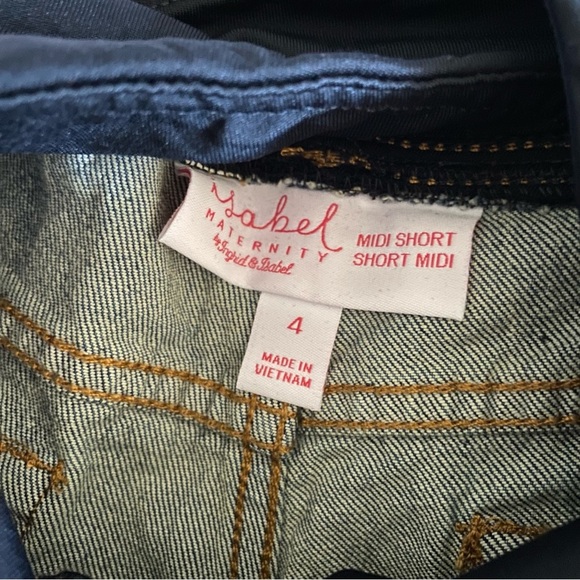 Isabel
MATERNITY
by Ingrid & Isabel
MIDI SHORT
SHORT MIDI
4
MADE IN
VIETNAM